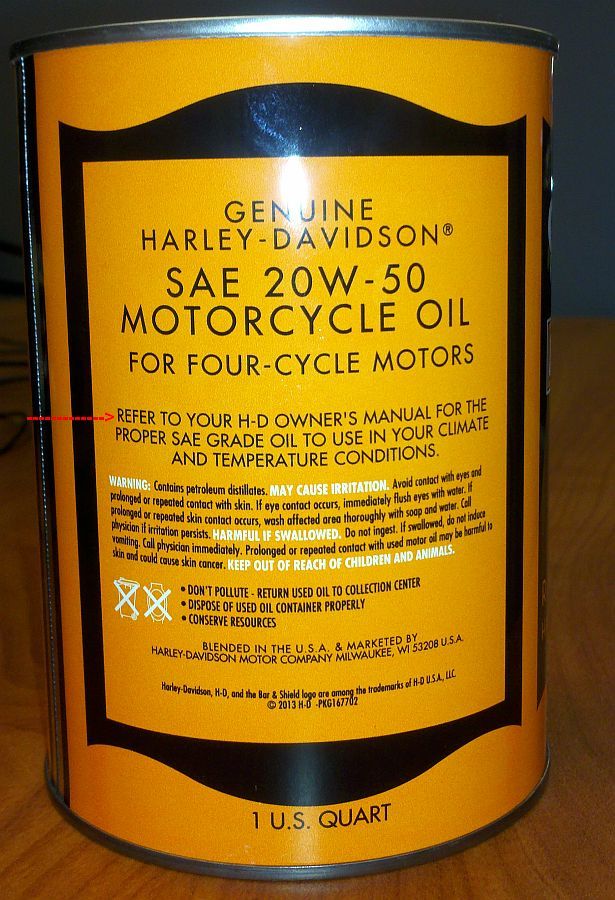 GENUINE
HARLEY-DAVIDSON®
SAE 20W-50
MOTORCYCLE OIL
FOR FOUR-CYCLE MOTORS
REFER TO YOUR H-D OWNER'S MANUAL FOR THE
PROPER SAE GRADE OIL TO USE IN YOUR CLIMATE
AND TEMPERATURE CONDITIONS.
WARNING: Contains petroleum distillates. MAY CAUSE IRRITATION. Avoid contact with eyes and
prolonged or repeated contact with skin. If eye contact occurs, immediately flush eyes with water. If
prolonged or repeated skin contact occurs, wash affected area thoroughly with soap and water. Call
physician if irritation persists. HARMFUL IF SWALLOWED. Do not ingest. If swallowed, do not induce
vomiting. Call physician immediately. Prolonged or repeated contact with used motor oil may be harmful to
skin and could cause skin cancer. KEEP OUT OF REACH OF CHILDREN AND ANIMALS.
• DON'T POLLUTE - RETURN USED OIL TO COLLECTION CENTER
• DISPOSE OF USED OIL CONTAINER PROPERLY
• CONSERVE RESOURCES
BLENDED IN THE U.S.A. & MARKETED BY
HARLEY-DAVIDSON MOTOR COMPANY MILWAUKEE, WI 53208 U.S.A.
Harley-Davidson, H-D, and the Bar & Shield logo are among the trademarks of H-D U.S.A., LLC.
© 2013 H-D -PKG167702
1 U.S. QUART